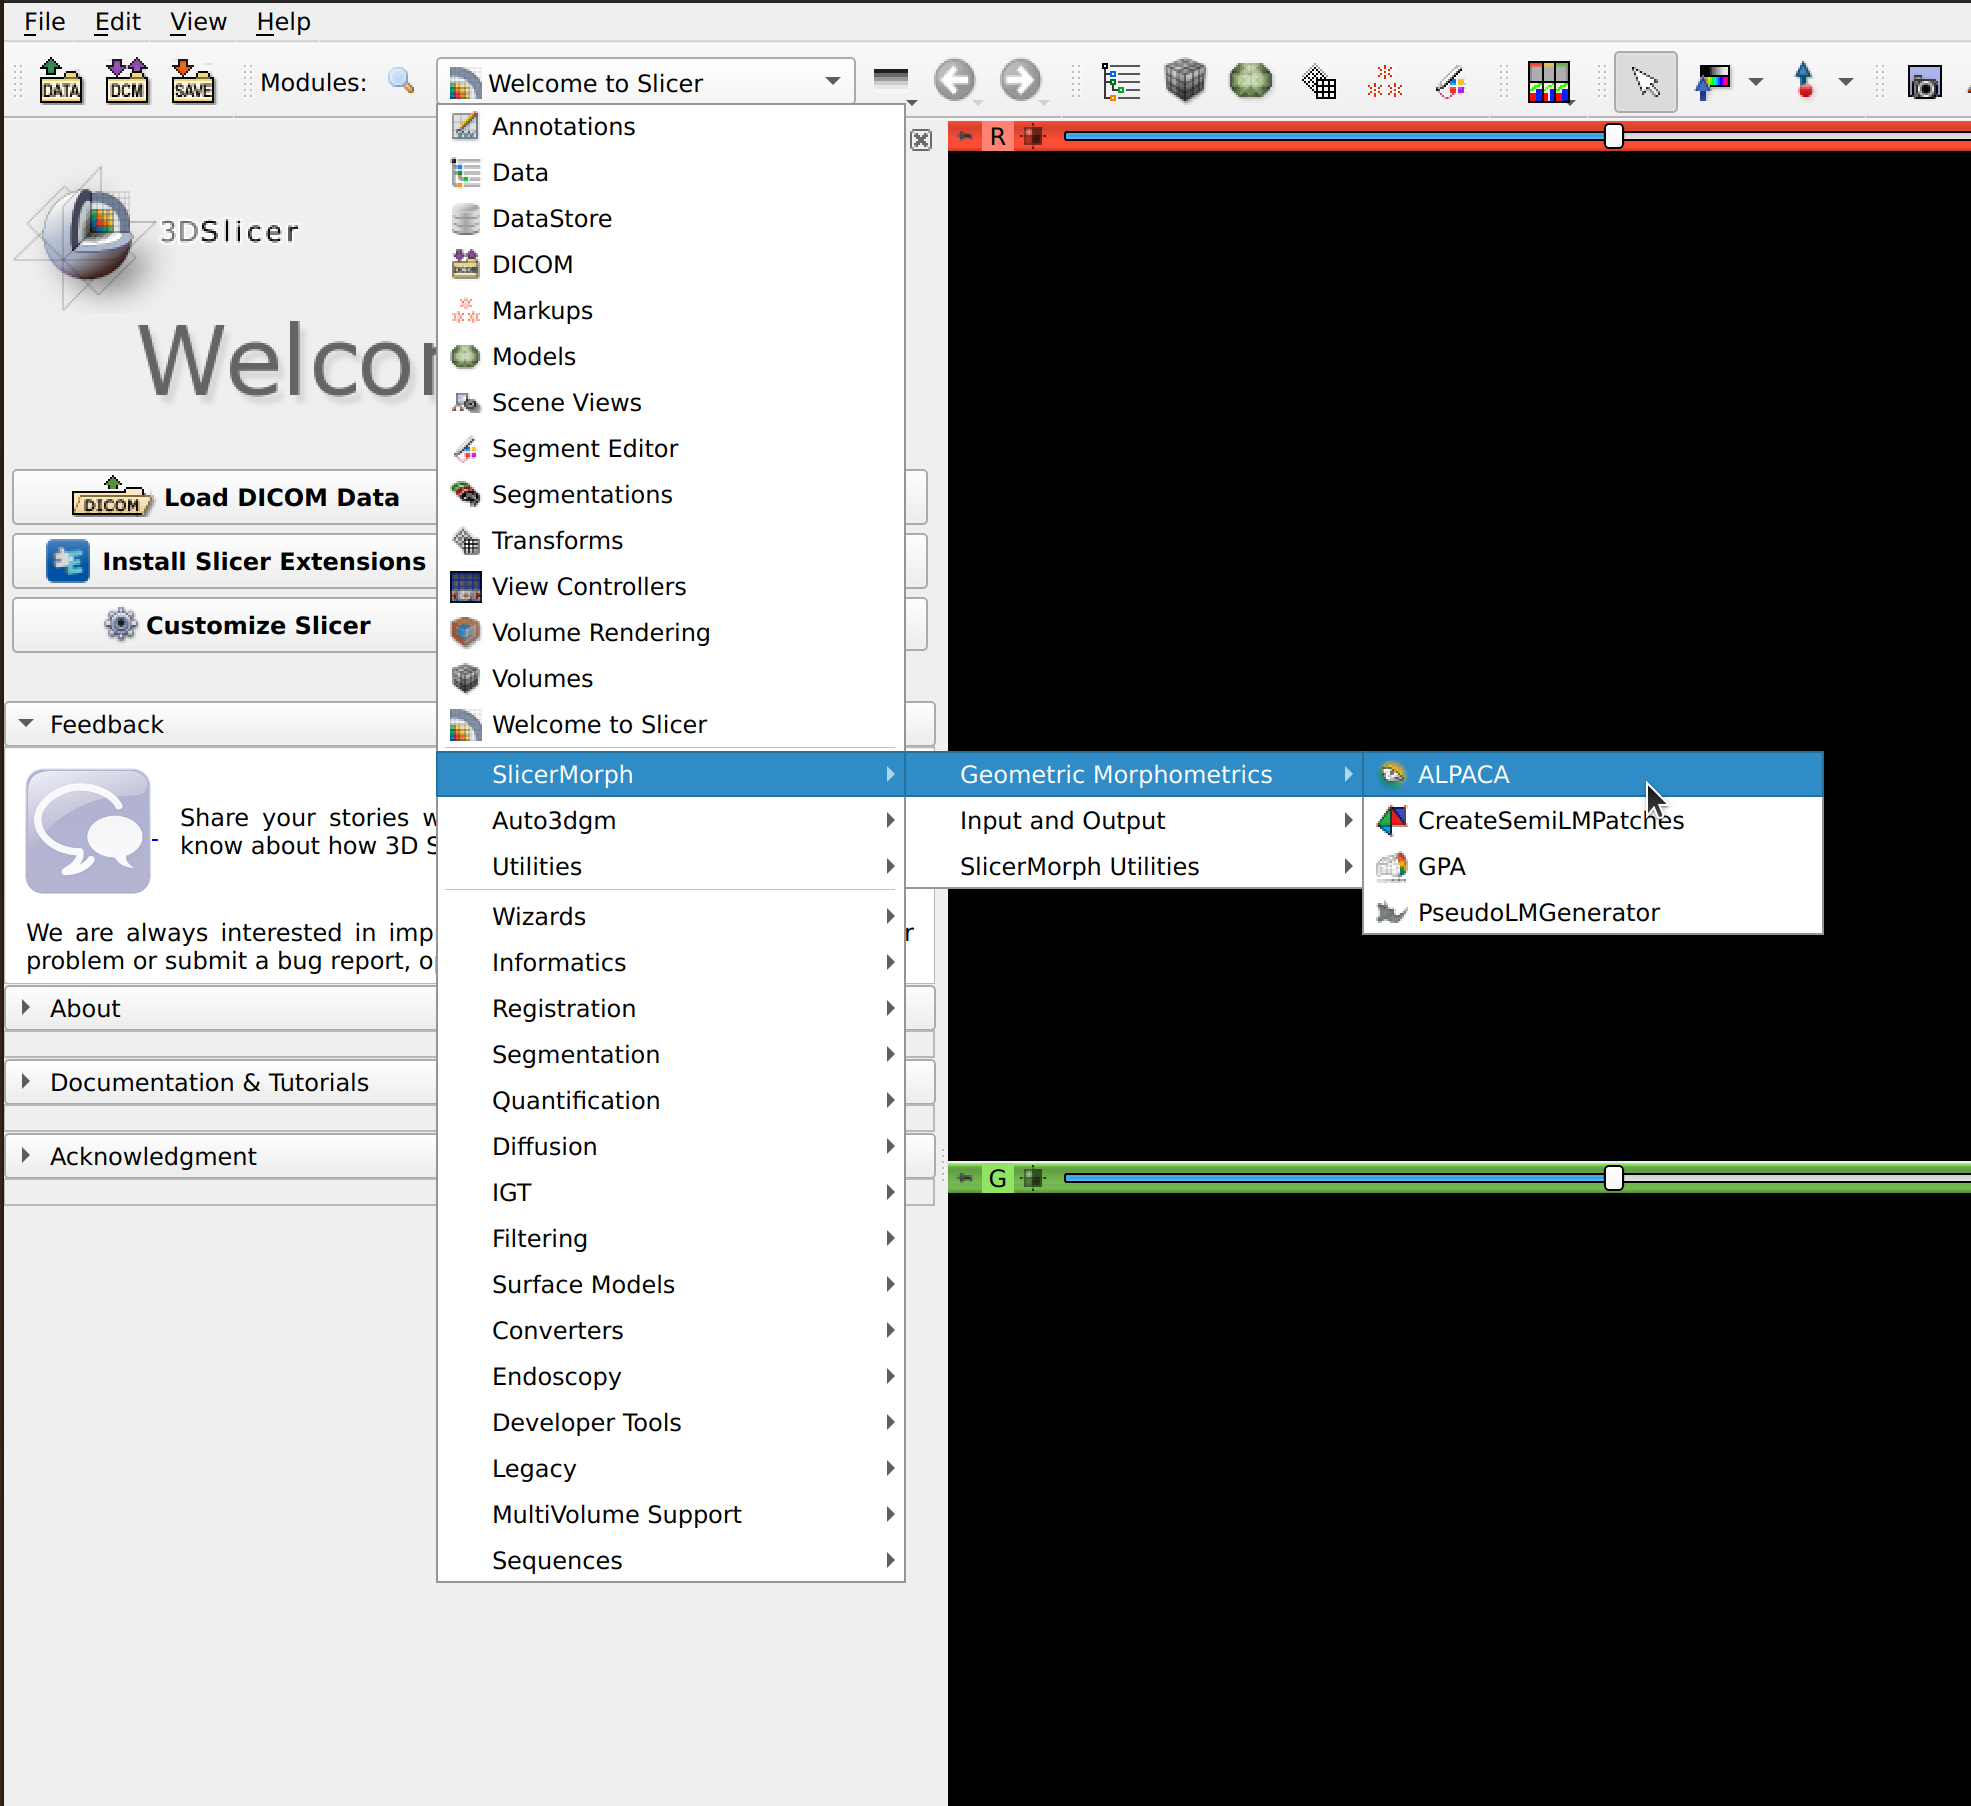 File Edit View Help
DATA DCM SAVE Modules: Welcome to Slicer
R
3DSlicer
Welcor
Load DICOM Data
DICOM
Install Slicer Extensions
Customize Slicer
Feedback
Share your stories w
know about how 3D S
We are always interested in imp
r
problem or submit a bug report, o
About
Documentation & Tutorials
Acknowledgment
Annotations
Data
DataStore
DICOM
Markups
Models
Scene Views
Segment Editor
Segmentations
Transforms
View Controllers
Volume Rendering
Volumes
Welcome to Slicer
SlicerMorph
Auto3dgm
Utilities
Wizards
Informatics
Registration
Segmentation
Quantification
Diffusion
IGT
Filtering
Surface Models
Converters
Endoscopy
Developer Tools
Legacy
MultiVolume Support
Sequences
Geometric Morphometrics
Input and Output
SlicerMorph Utilities
ALPACA
CreateSemiLMPatches
GPA
PseudoLMGenerator
G